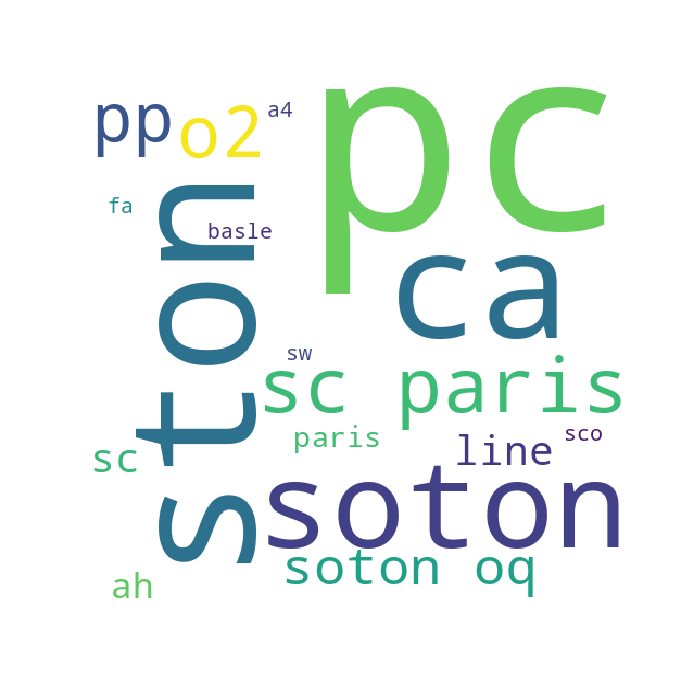 pc
pp
o2
a4
fa
ston
basle
ca
sw
sc paris
paris
line
sco
sc
soton
soton oq
ah